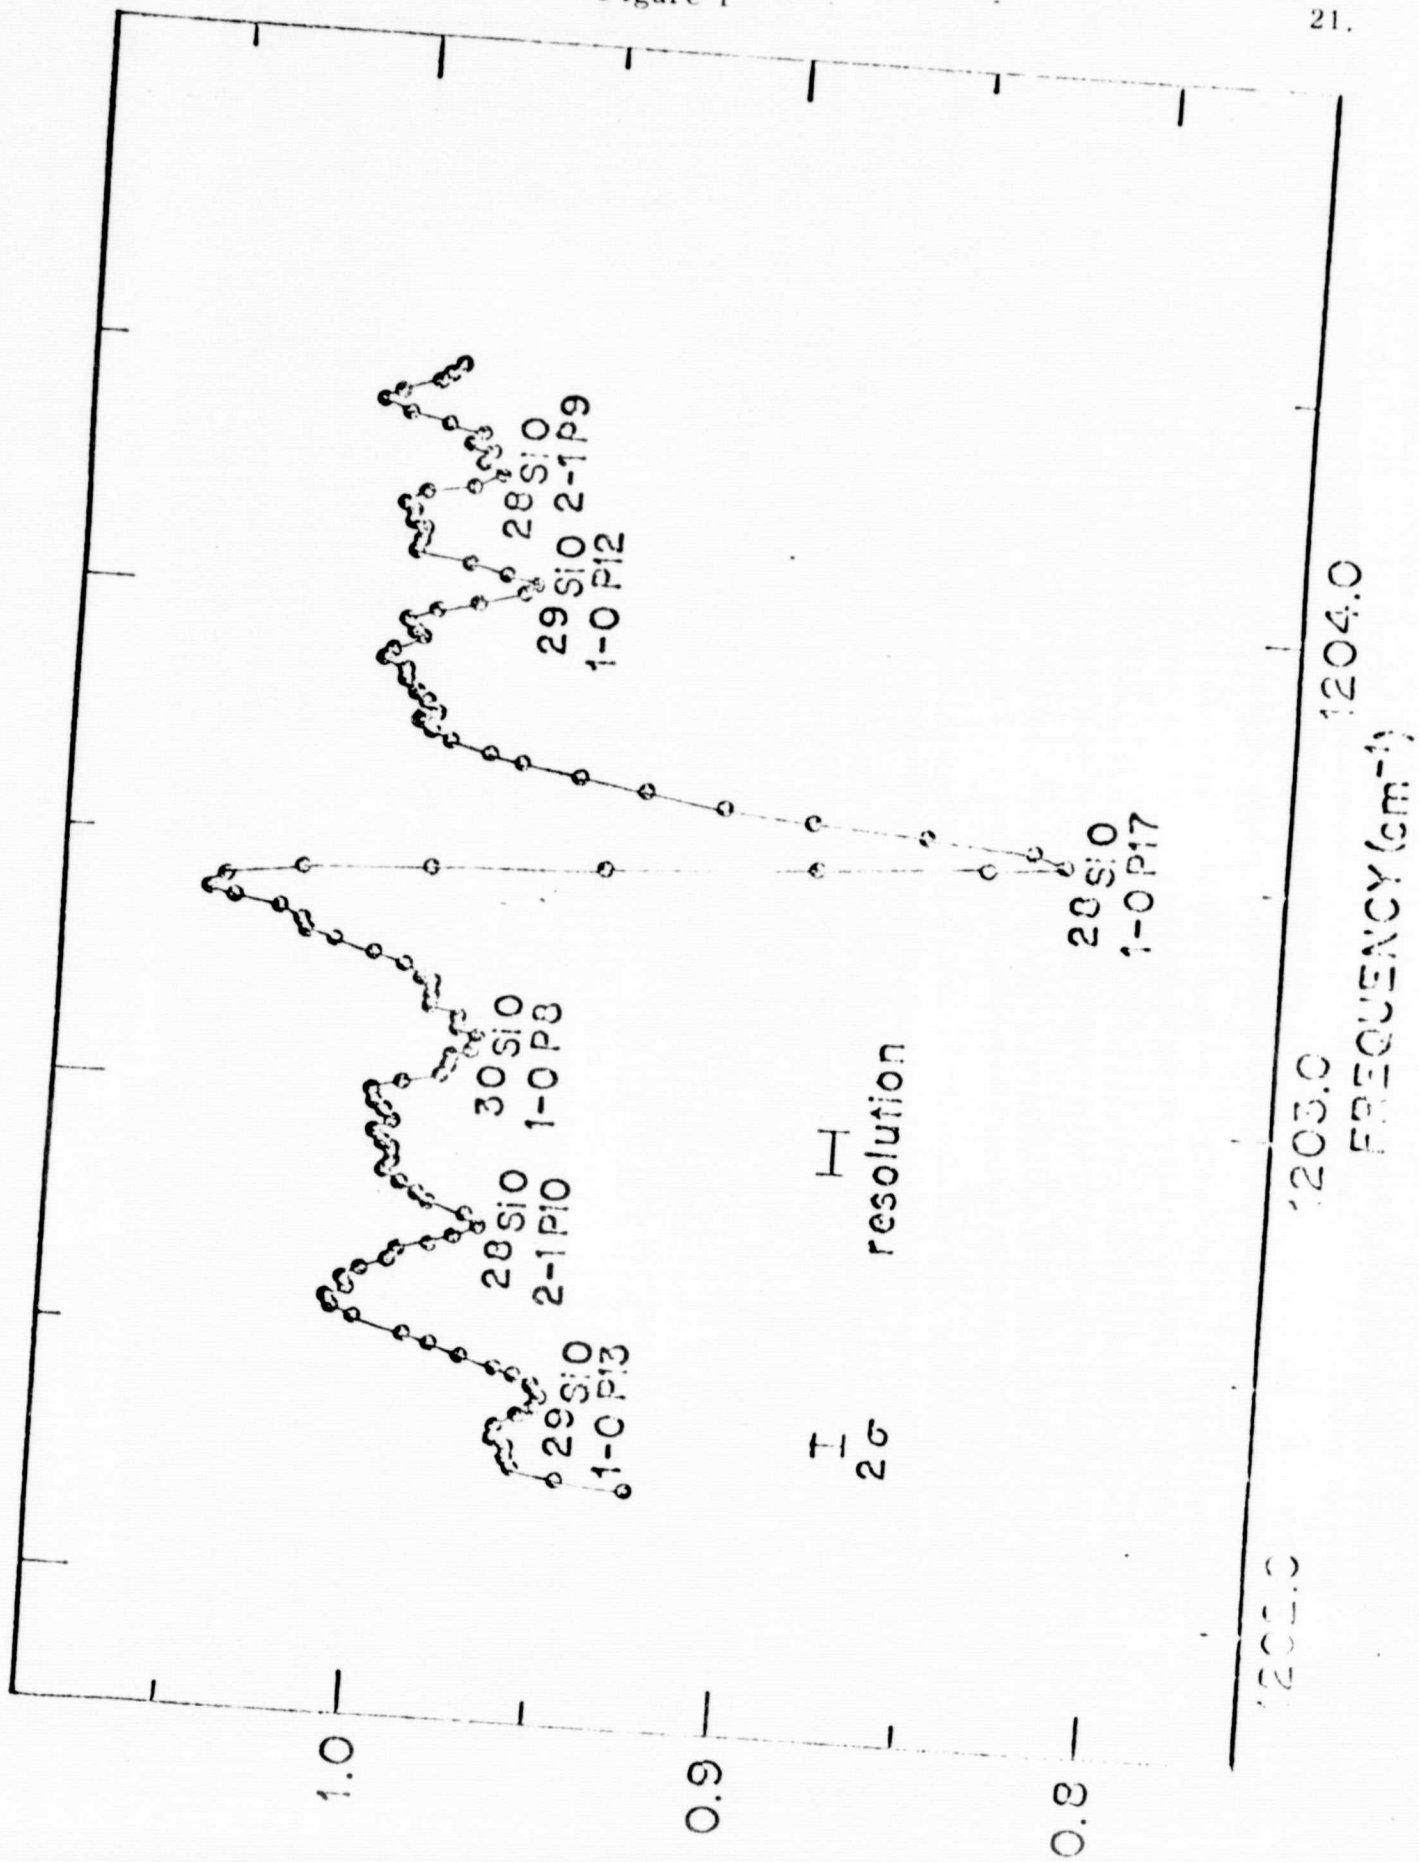 21.
28 SiO
2-1 P9
29 SiO
1-0 P12
28 SiO
1-0 P17
30 SiO
1-0 P8
28 SiO
2-1 P10
29 SiO
1-0 P13
resolution
2σ
1.0
0.9
0.8
1203.0
1204.0
FREQUENCY (cm⁻¹)